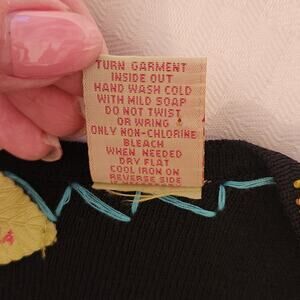 TURN GARMENT
INSIDE OUT
HAND WASH COLD
WITH MILD SOAP
DO NOT TWIST
OR WRING
ONLY NON-CHLORINE
BLEACH
WHEN NEEDED
DRY FLAT
COOL IRON ON
REVERSE SIDE